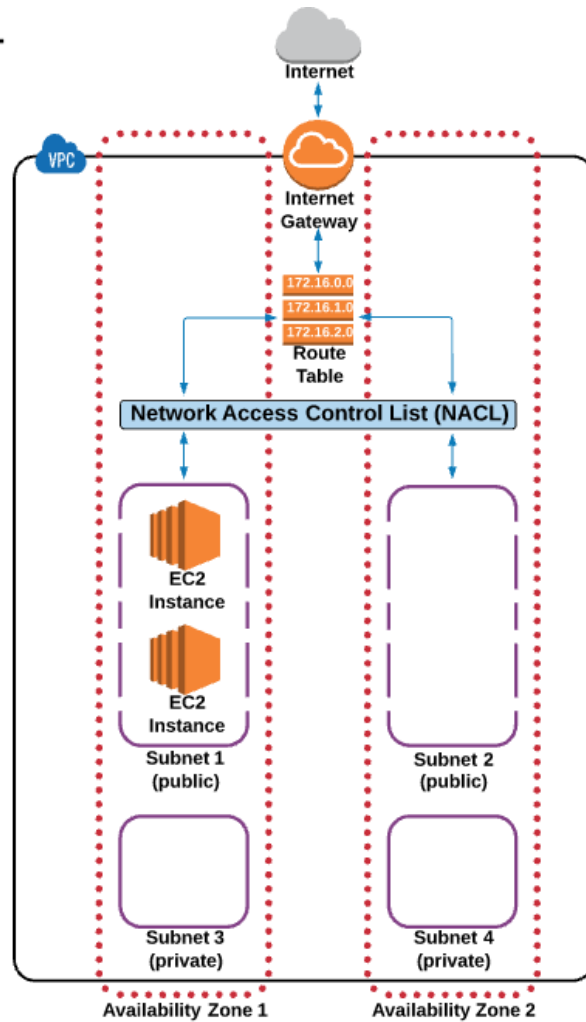 Internet
VPC
Internet
Gateway
172.16.0.0
172.16.1.0
172.16.2.0
Route
Table
Network Access Control List (NACL)
EC2
Instance
EC2
Instance
Subnet 1
(public)
Subnet 2
(public)
Subnet 3
(private)
Subnet 4
(private)
Availability Zone 1
Availability Zone 2